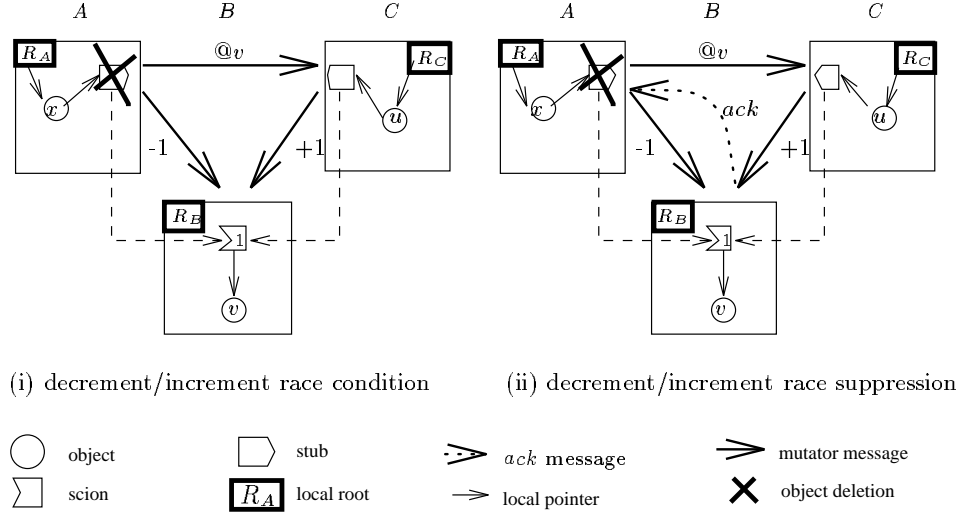 A B C
A B C
R_A @v R_C
R_A @v R_C
x u
x ack u
-1 +1
-1 +1
R_B
R_B
1
1
v
v
(i) decrement/increment race condition
(ii) decrement/increment race suppression
object
stub
ack message
mutator message
scion
R_A local root
local pointer
object deletion